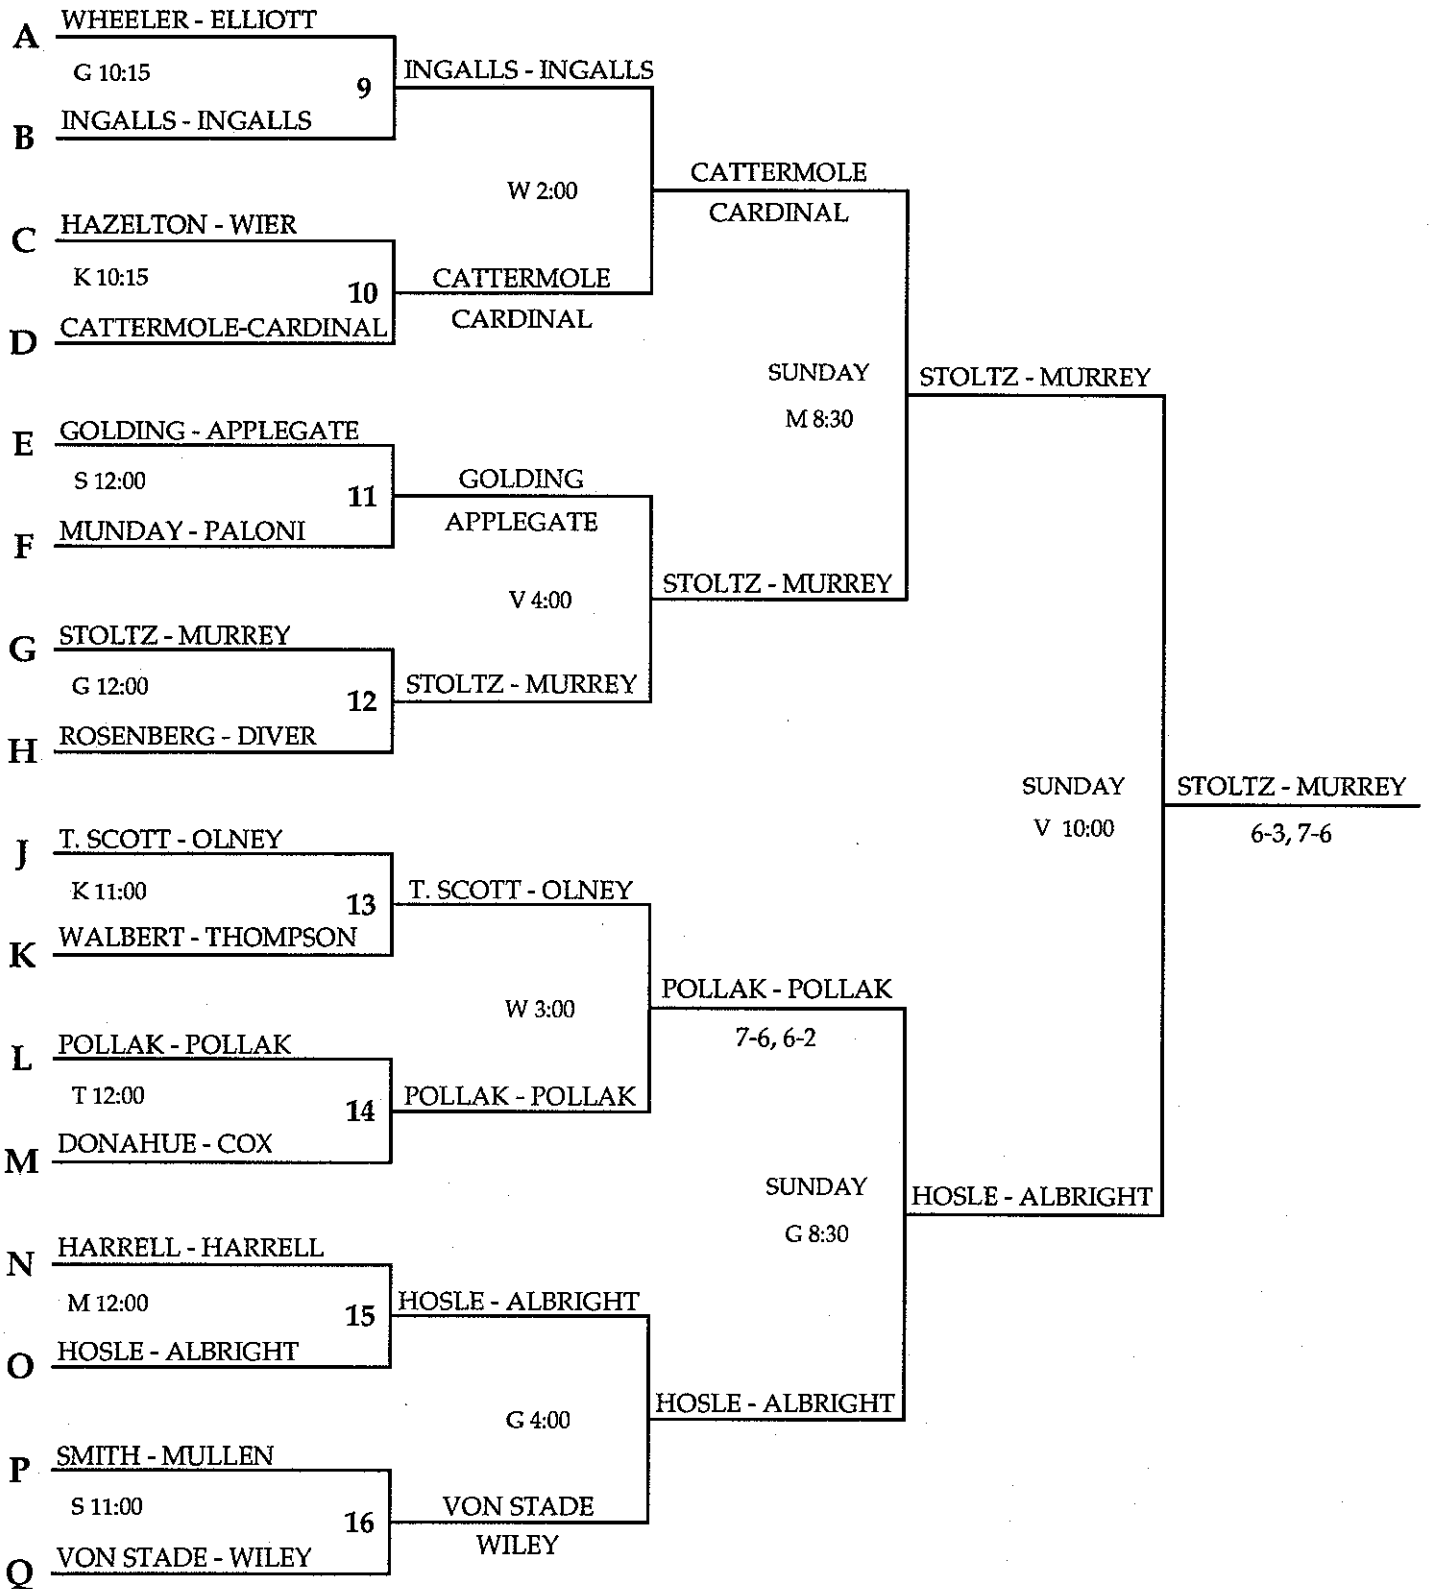 A WHEELER - ELLIOTT
G 10:15
9
INGALLS - INGALLS
B INGALLS - INGALLS
W 2:00
CATTERMOLE
CARDINAL
C HAZELTON - WIER
K 10:15
10
CATTERMOLE
CARDINAL
D CATTERMOLE-CARDINAL
SUNDAY
M 8:30
STOLTZ - MURREY
E GOLDING - APPLEGATE
S 12:00
11
GOLDING
APPLEGATE
F MUNDAY - PALONI
V 4:00
STOLTZ - MURREY
G STOLTZ - MURREY
G 12:00
12
STOLTZ - MURREY
H ROSENBERG - DIVER
SUNDAY
V 10:00
STOLTZ - MURREY
6-3, 7-6
J T. SCOTT - OLNEY
K 11:00
13
T. SCOTT - OLNEY
K WALBERT - THOMPSON
W 3:00
POLLAK - POLLAK
7-6, 6-2
L POLLAK - POLLAK
T 12:00
14
POLLAK - POLLAK
M DONAHUE - COX
SUNDAY
G 8:30
HOSLE - ALBRIGHT
N HARRELL - HARRELL
M 12:00
15
HOSLE - ALBRIGHT
O HOSLE - ALBRIGHT
G 4:00
HOSLE - ALBRIGHT
P SMITH - MULLEN
S 11:00
16
VON STADE
WILEY
Q VON STADE - WILEY